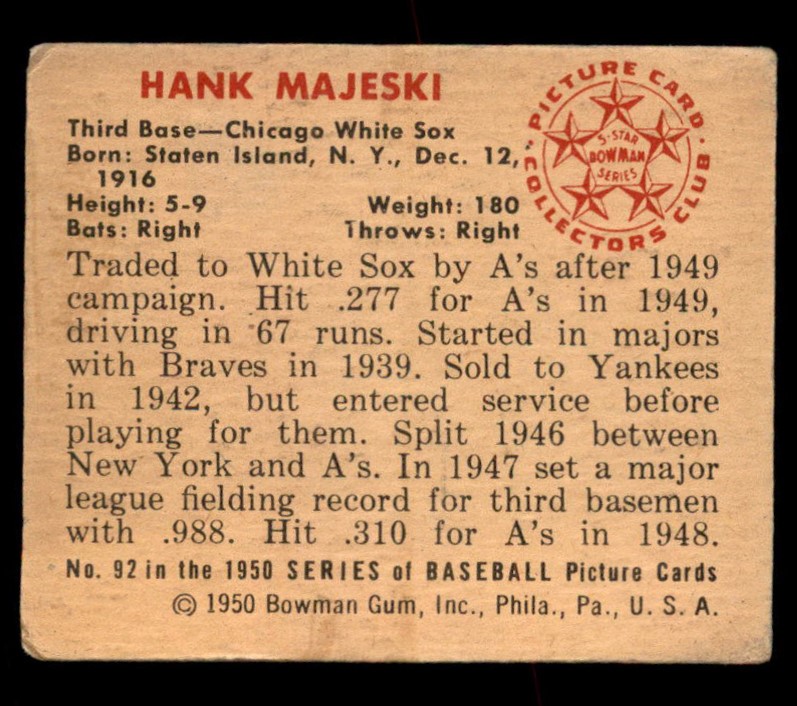 HANK MAJESKI
Third Base—Chicago White Sox
Born: Staten Island, N. Y., Dec. 12,
1916
Height: 5-9 Weight: 180
Bats: Right Throws: Right
PICTURE CARD
COLLECTORS CLUB
5-STAR
BOWMAN
SERIES
Traded to White Sox by A's after 1949
campaign. Hit .277 for A's in 1949,
driving in 67 runs. Started in majors
with Braves in 1939. Sold to Yankees
in 1942, but entered service before
playing for them. Split 1946 between
New York and A's. In 1947 set a major
league fielding record for third basemen
with .988. Hit .310 for A's in 1948.
No. 92 in the 1950 SERIES of BASEBALL Picture Cards
© 1950 Bowman Gum, Inc., Phila., Pa., U. S. A.